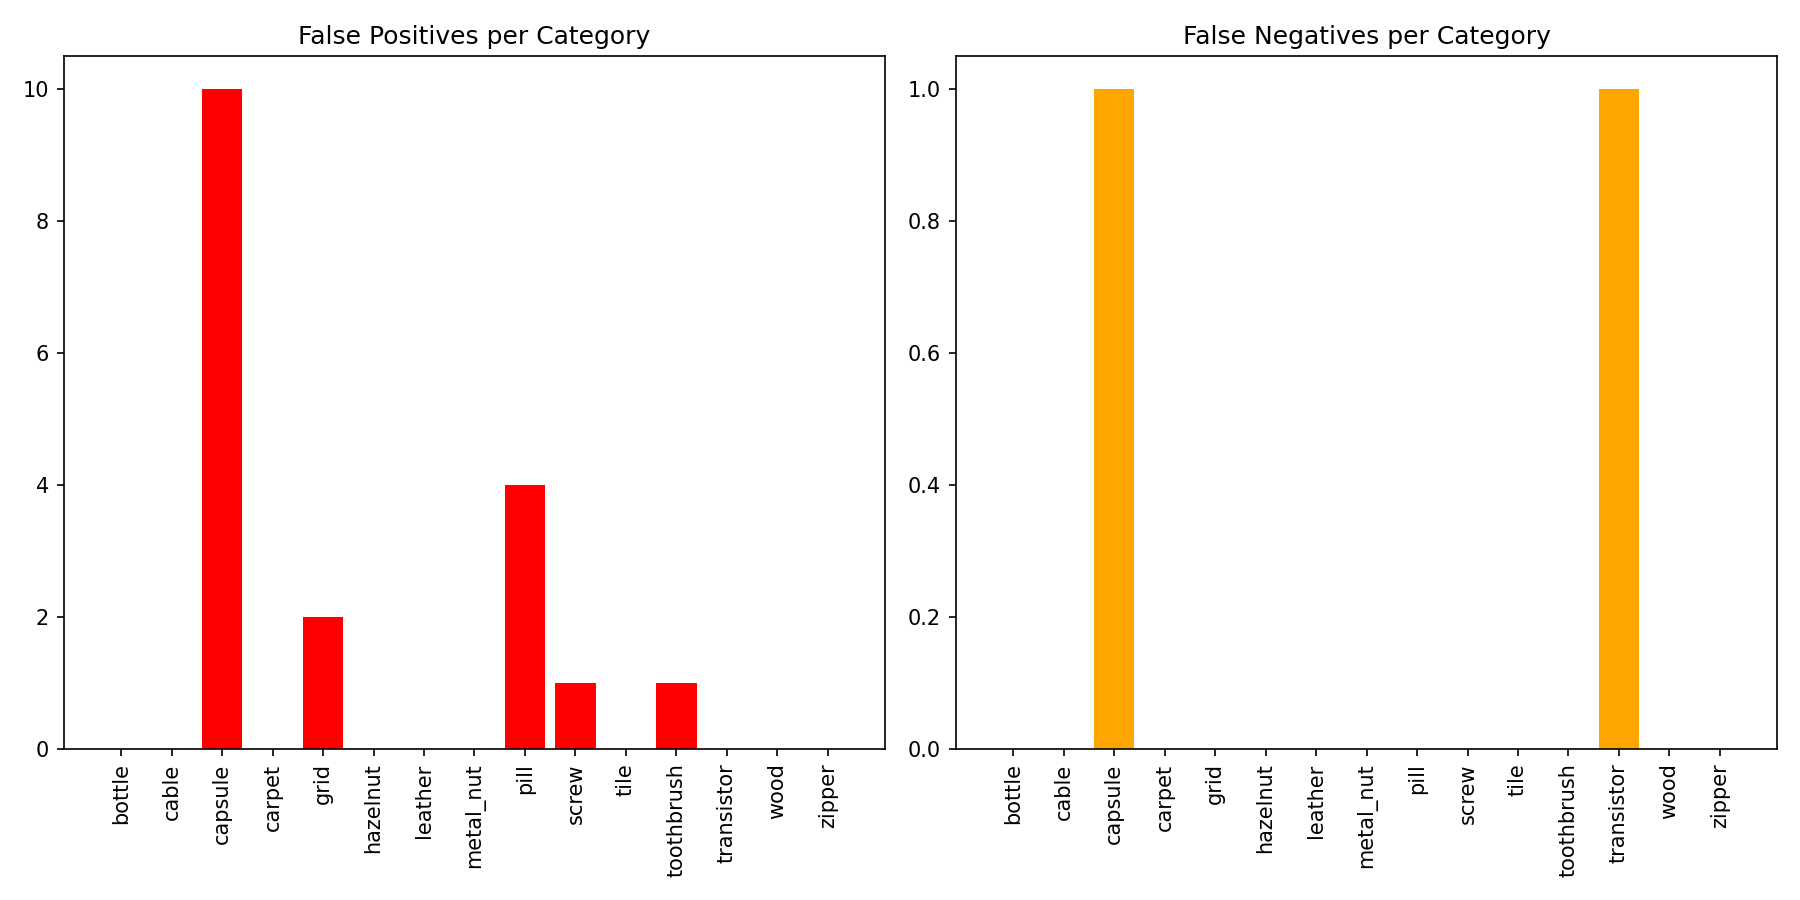 False Positives per Category
10
8
6
4
2
0
bottle
cable
capsule
carpet
grid
hazelnut
leather
metal_nut
pill
screw
tile
toothbrush
transistor
wood
zipper
False Negatives per Category
1.0
0.8
0.6
0.4
0.2
0.0
bottle
cable
capsule
carpet
grid
hazelnut
leather
metal_nut
pill
screw
tile
toothbrush
transistor
wood
zipper